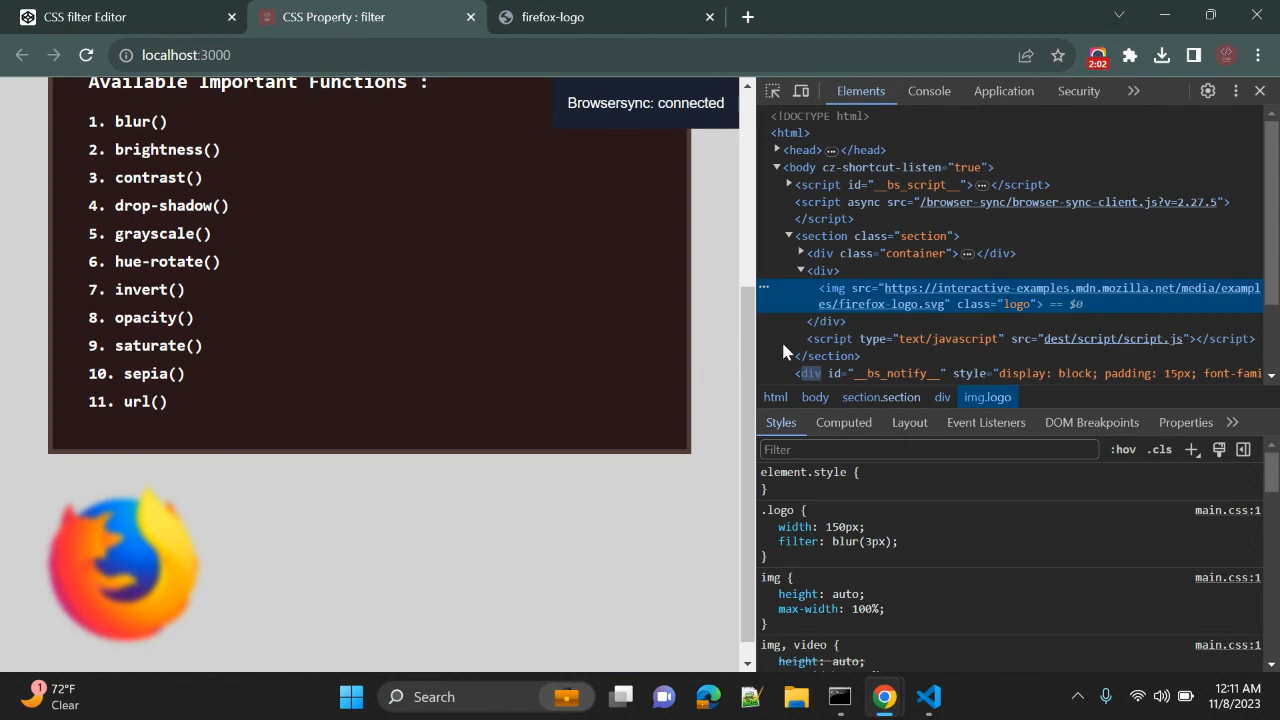 CSS filter Editor
CSS Property : filter
firefox-logo
localhost:3000
2:02
Available Important Functions :
Browsersync: connected
1. blur()
2. brightness()
3. contrast()
4. drop-shadow()
5. grayscale()
6. hue-rotate()
7. invert()
8. opacity()
9. saturate()
10. sepia()
11. url()
Elements
Console
Application
Security
<!DOCTYPE html>
<html>
<head> … </head>
<body cz-shortcut-listen="true">
<script id="__bs_script__"> … </script>
<script async src="/browser-sync/browser-sync-client.js?v=2.27.5">
</script>
<section class="section">
<div class="container"> … </div>
<div>
<img src="https://interactive-examples.mdn.mozilla.net/media/exampl
es/firefox-logo.svg" class="logo"> == $0
</div>
<script type="text/javascript" src="dest/script/script.js"></script>
</section>
<div id="__bs_notify__" style="display: block; padding: 15px; font-fami
html body section.section div img.logo
Styles Computed Layout Event Listeners DOM Breakpoints Properties
Filter
:hov .cls
element.style {
}
.logo { main.css:1
width: 150px;
filter: blur(3px);
}
img { main.css:1
height: auto;
max-width: 100%;
}
img, video { main.css:1
height: auto;
1
72°F
Clear
Search
12:11 AM
11/8/2023